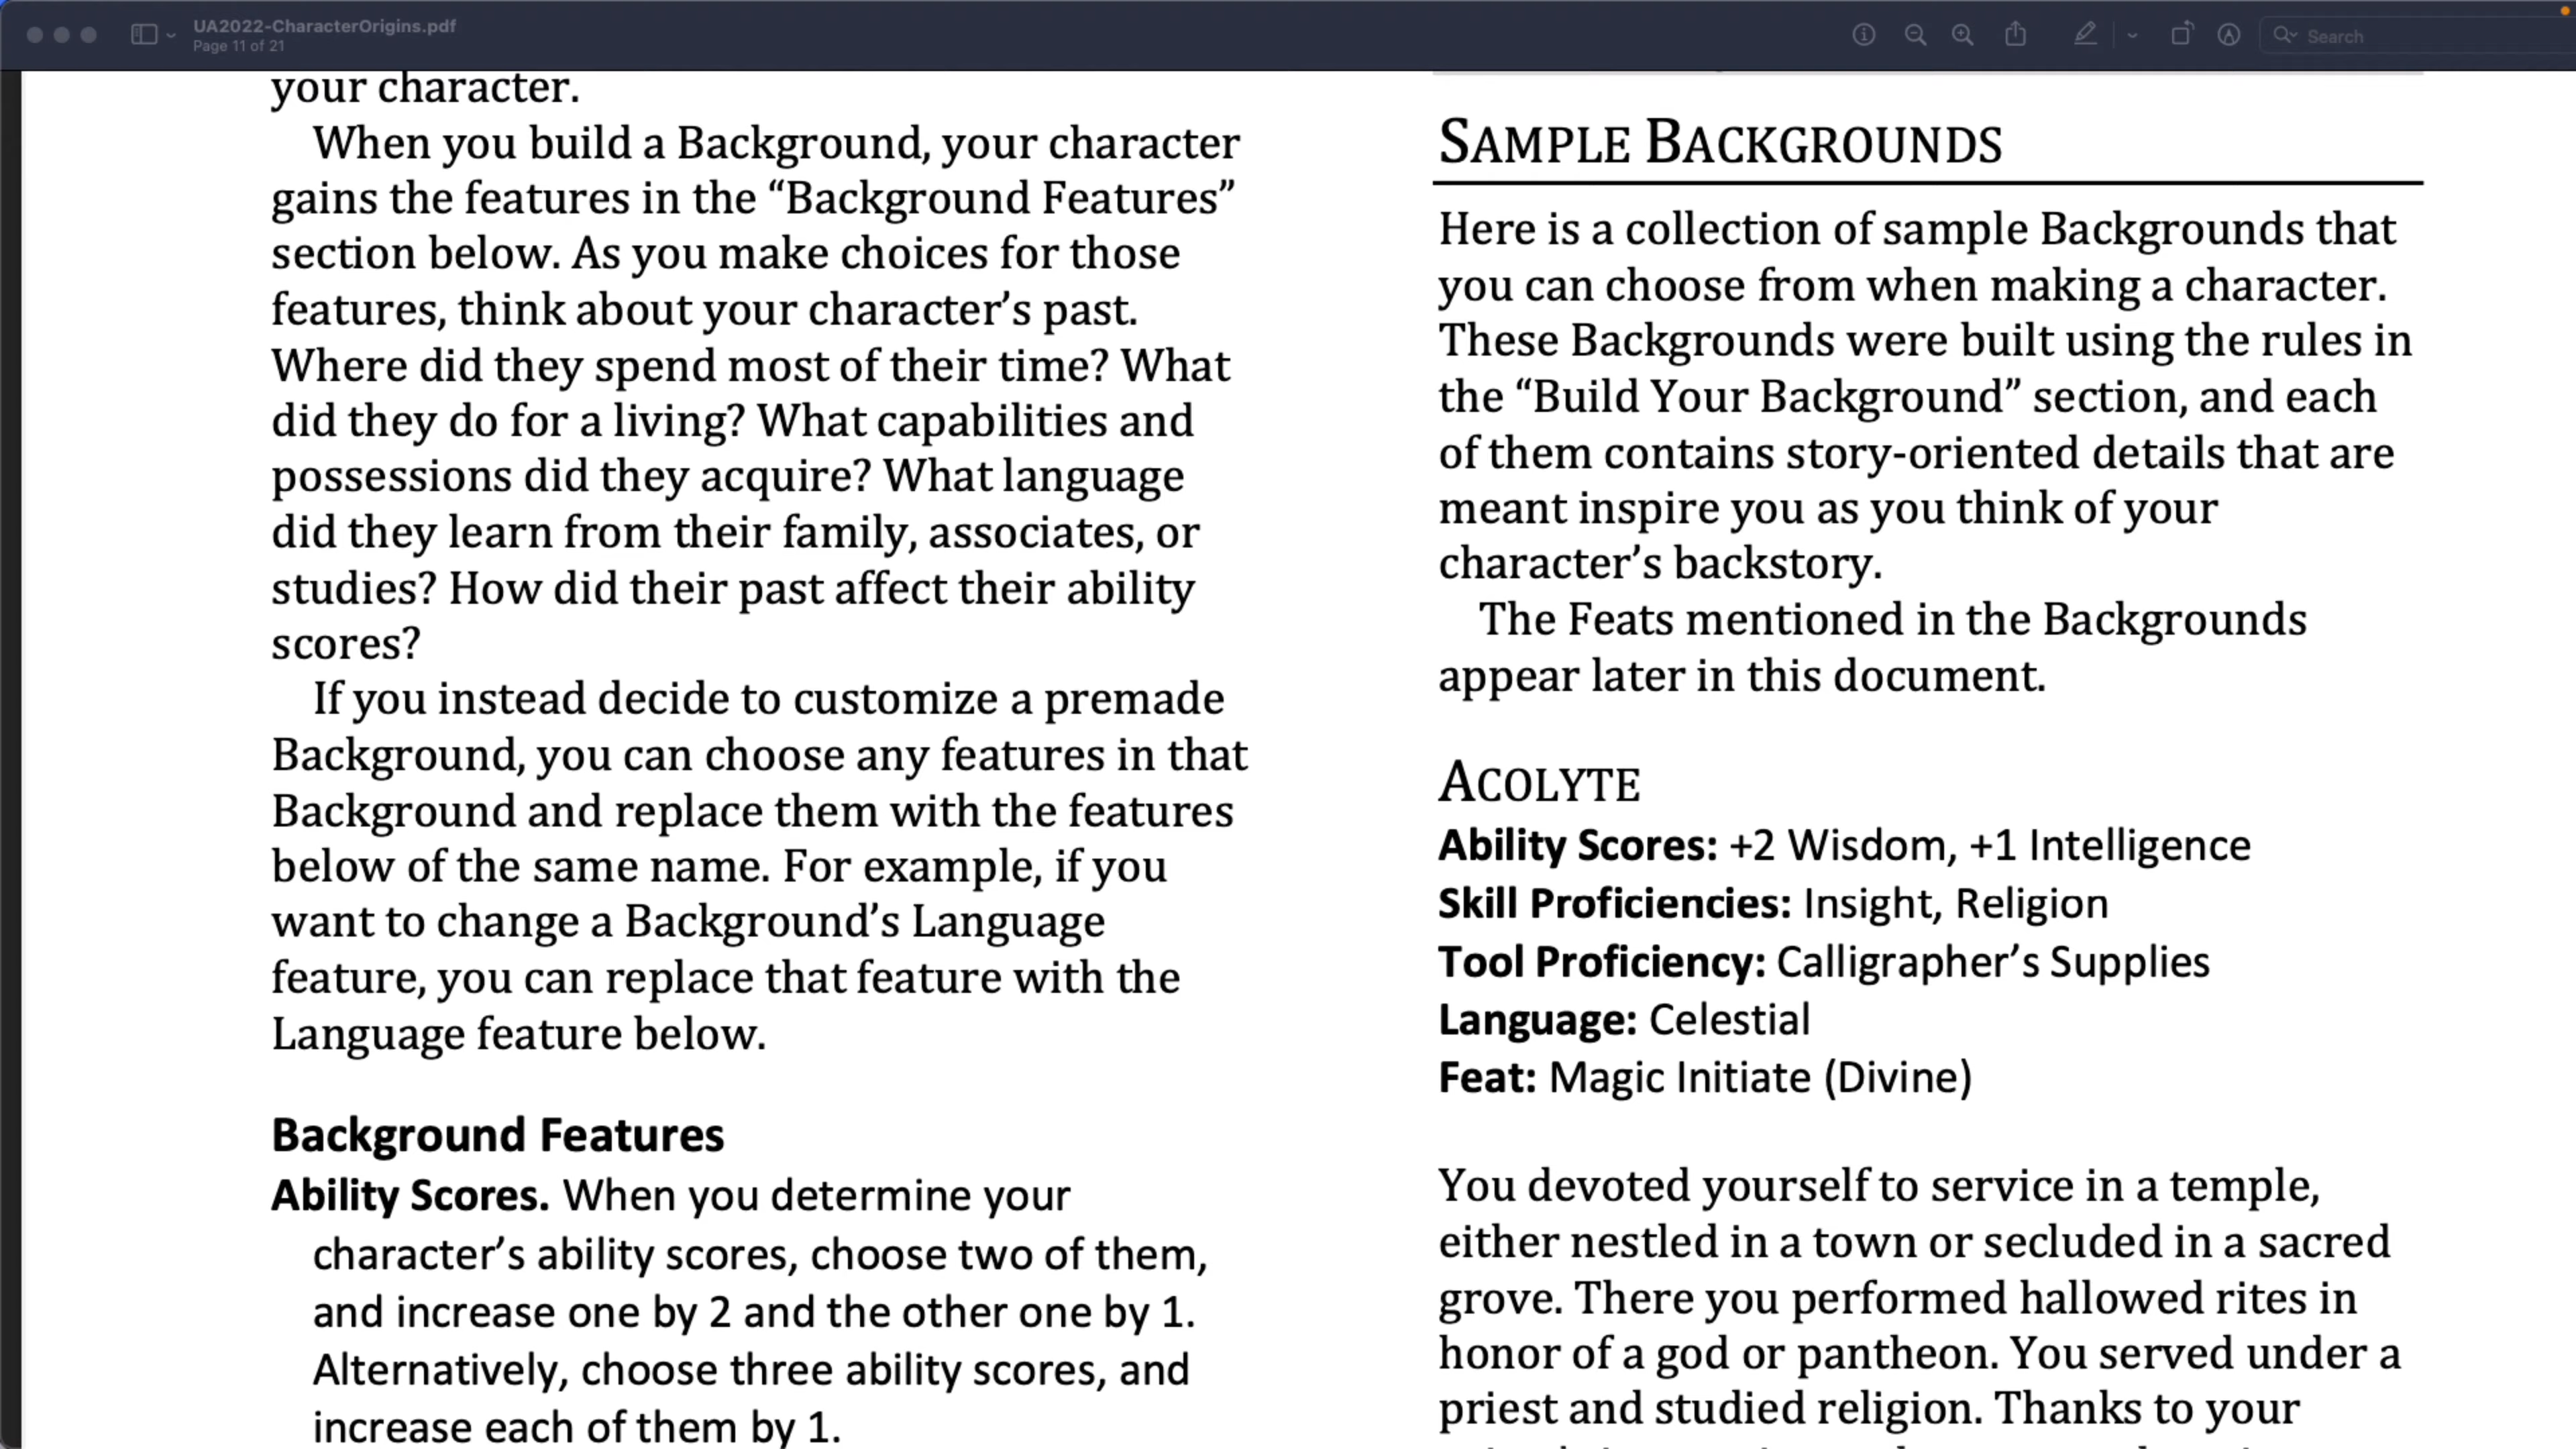 UA2022-CharacterOrigins.pdf
Page 11 of 21
Search
your character.
When you build a Background, your character
gains the features in the “Background Features”
section below. As you make choices for those
features, think about your character’s past.
Where did they spend most of their time? What
did they do for a living? What capabilities and
possessions did they acquire? What language
did they learn from their family, associates, or
studies? How did their past affect their ability
scores?
If you instead decide to customize a premade
Background, you can choose any features in that
Background and replace them with the features
below of the same name. For example, if you
want to change a Background’s Language
feature, you can replace that feature with the
Language feature below.
Background Features
Ability Scores. When you determine your
character’s ability scores, choose two of them,
and increase one by 2 and the other one by 1.
Alternatively, choose three ability scores, and
increase each of them by 1.
SAMPLE BACKGROUNDS
Here is a collection of sample Backgrounds that
you can choose from when making a character.
These Backgrounds were built using the rules in
the “Build Your Background” section, and each
of them contains story-oriented details that are
meant inspire you as you think of your
character’s backstory.
The Feats mentioned in the Backgrounds
appear later in this document.
ACOLYTE
Ability Scores: +2 Wisdom, +1 Intelligence
Skill Proficiencies: Insight, Religion
Tool Proficiency: Calligrapher’s Supplies
Language: Celestial
Feat: Magic Initiate (Divine)
You devoted yourself to service in a temple,
either nestled in a town or secluded in a sacred
grove. There you performed hallowed rites in
honor of a god or pantheon. You served under a
priest and studied religion. Thanks to your